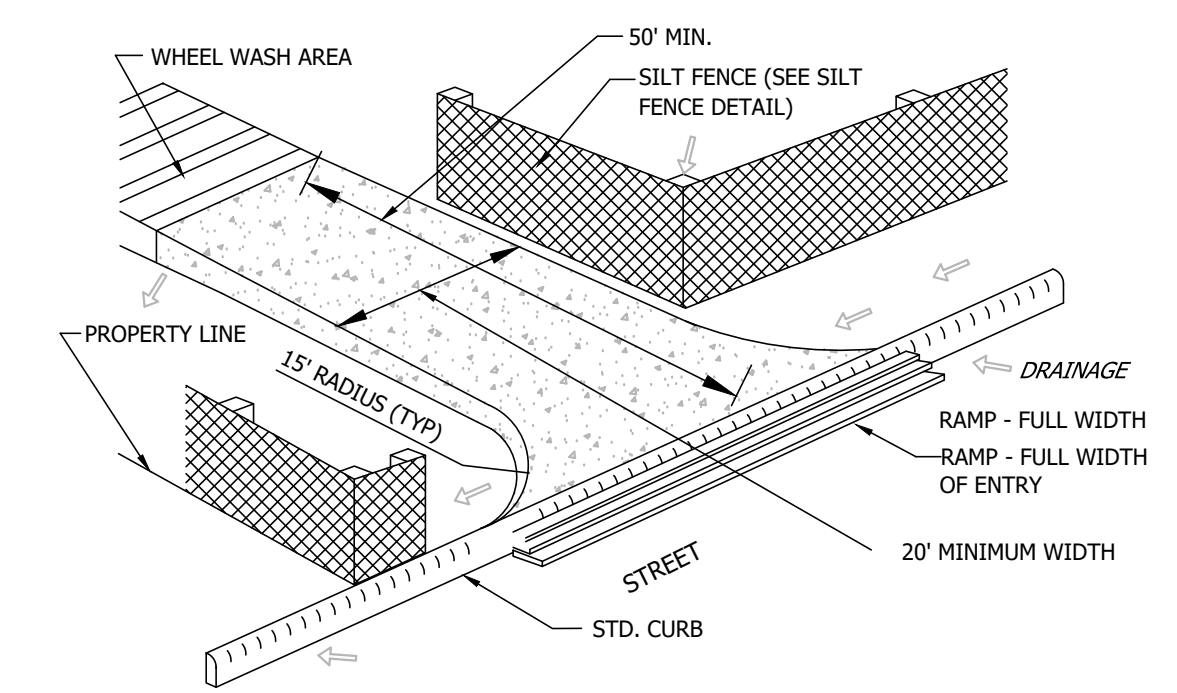 50' MIN.
WHEEL WASH AREA
SILT FENCE (SEE SILT
FENCE DETAIL)
PROPERTY LINE
15' RADIUS (TYP)
DRAINAGE
RAMP - FULL WIDTH
RAMP - FULL WIDTH
OF ENTRY
20' MINIMUM WIDTH
STREET
STD. CURB